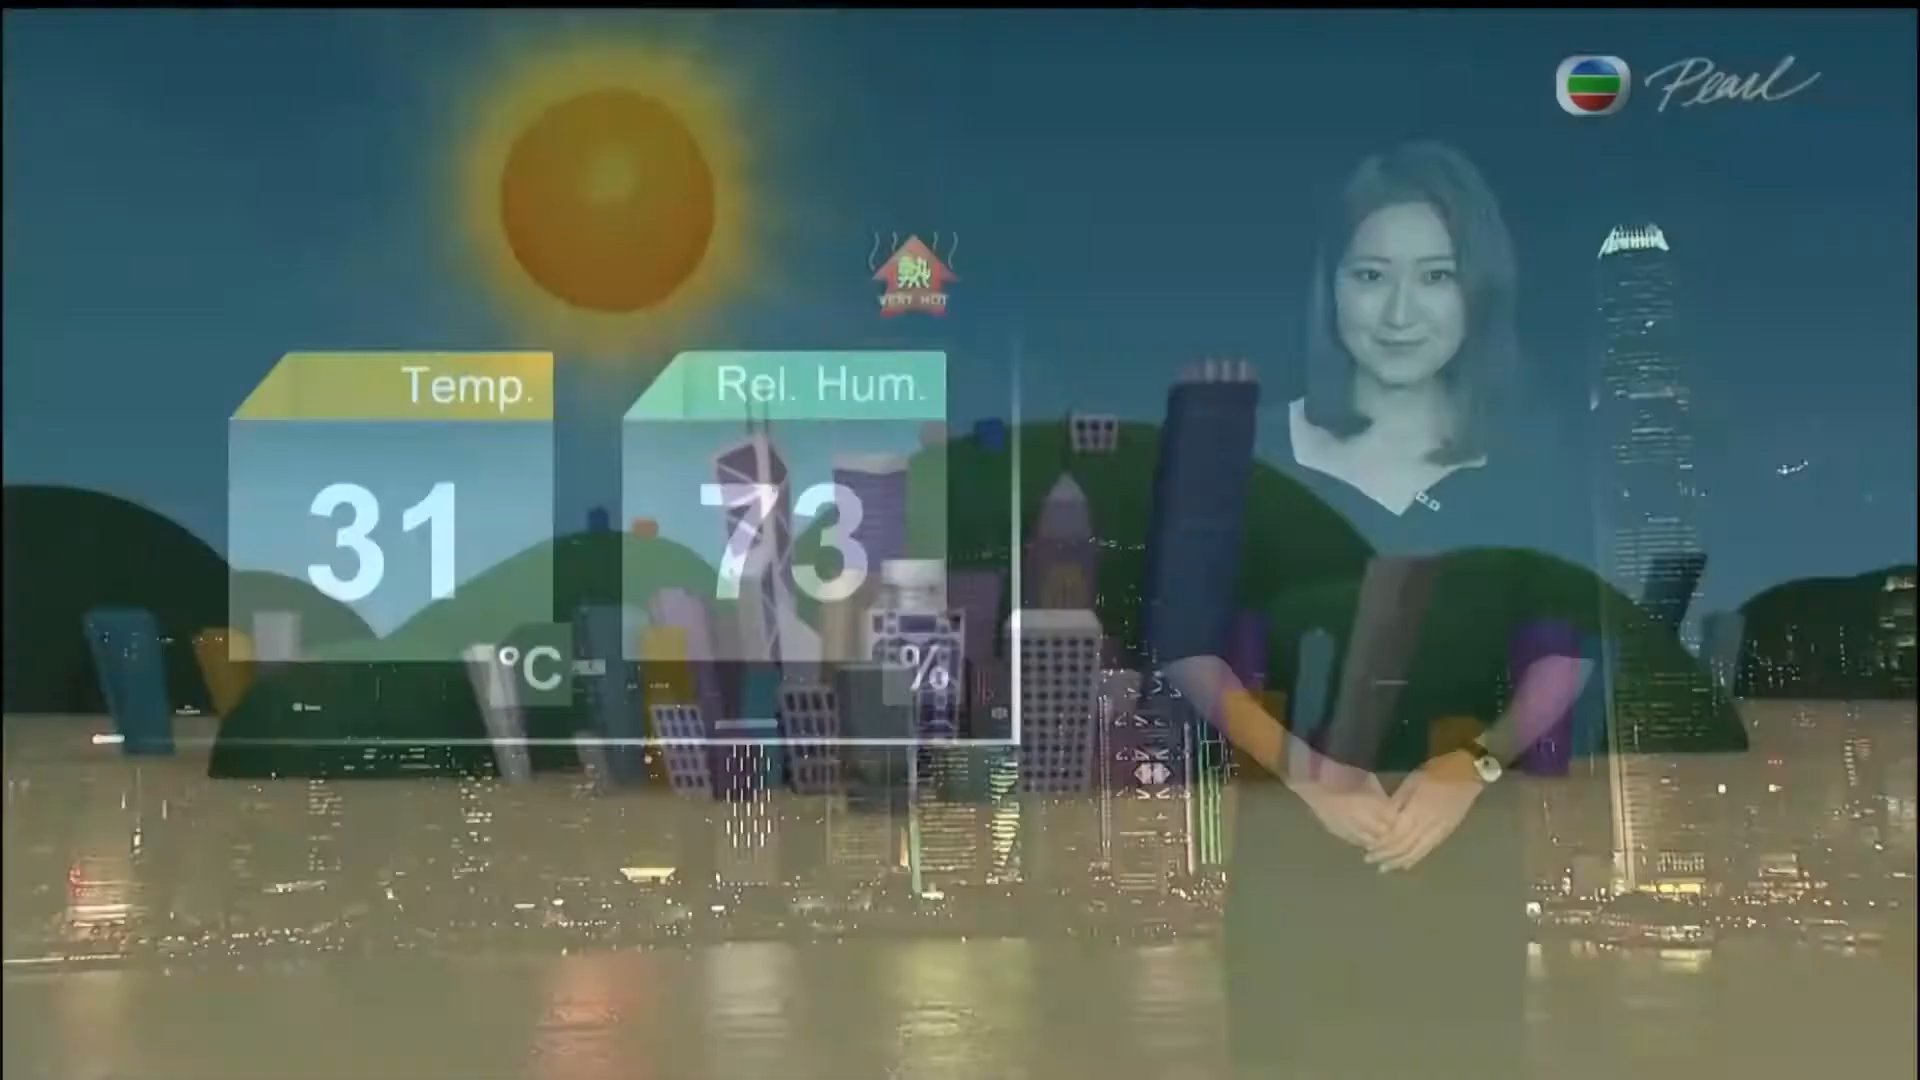 Pearl
熱
VERY HOT
Temp.
Rel. Hum.
31
73
°C
%